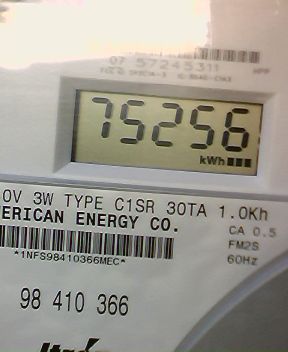 07 57245311
75256
kWh
0V 3W TYPE C1SR 30TA 1.0Kh
ERICAN ENERGY CO.
CA 0.5
FM2S
*1NFS98410366MEC*
60Hz
98 410 366